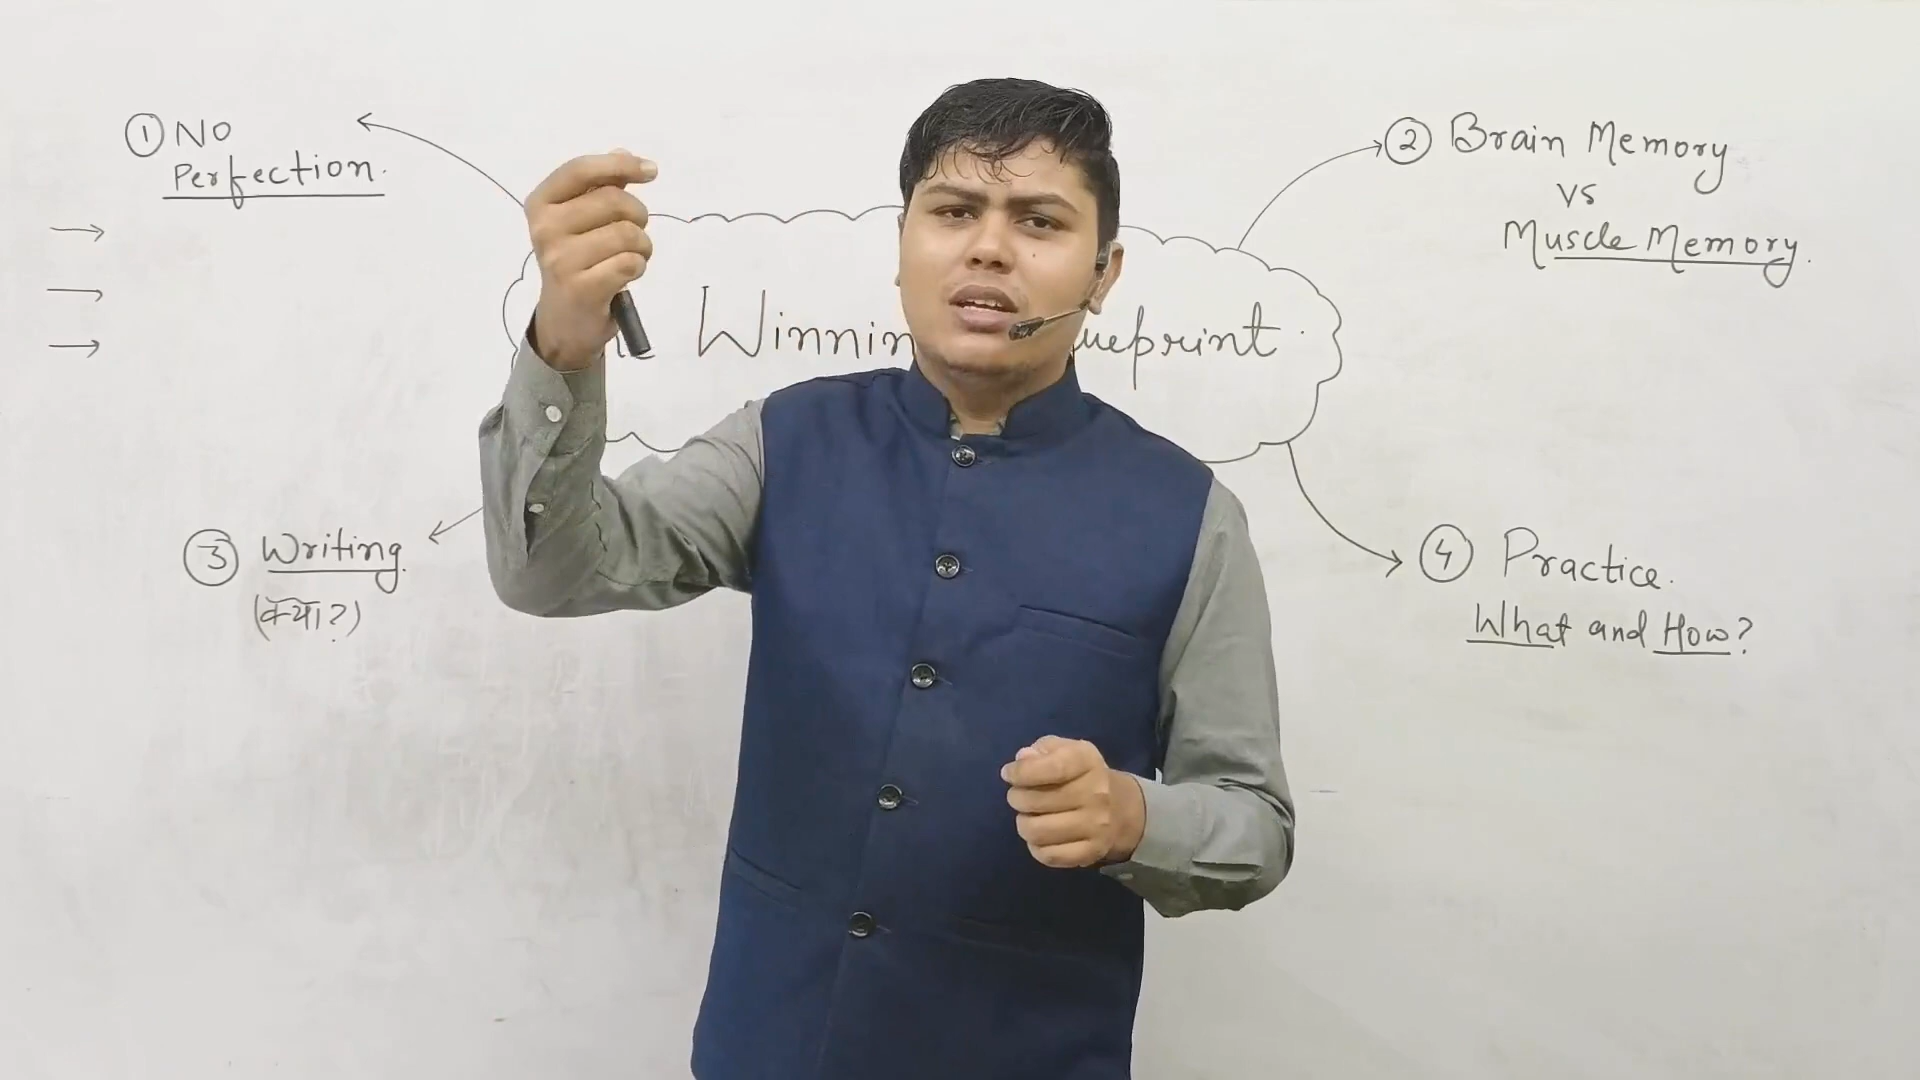 ① No
Perfection.
② Brain Memory
vs
Muscle Memory.
Winnin
ueprint.
③ Writing.
(क्या?)
④ Practice.
What and How?